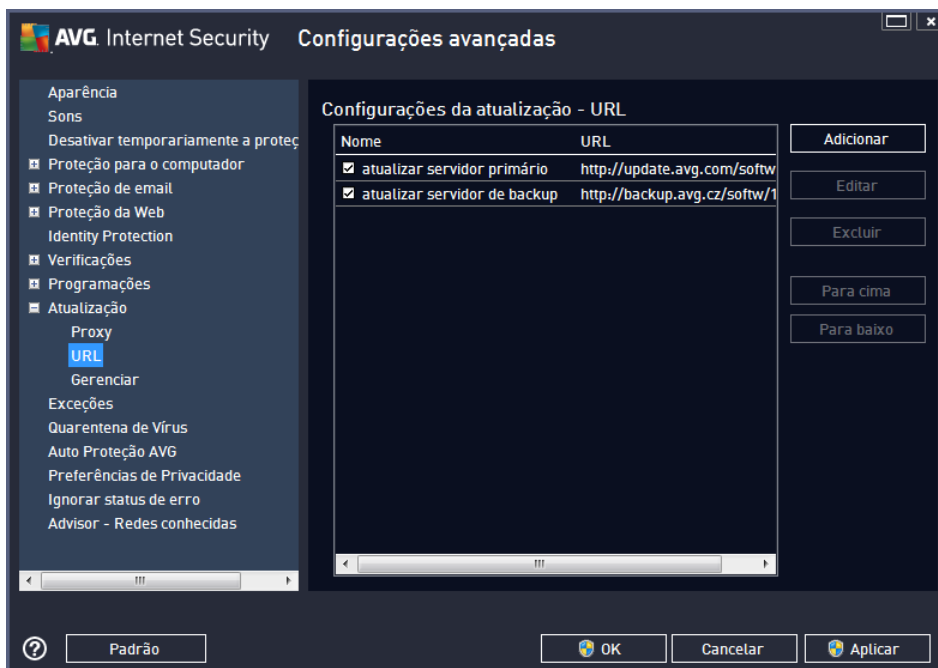 AVG. Internet Security Configurações avançadas
Aparência
Sons
Desativar temporariamente a proteç
Proteção para o computador
Proteção de email
Proteção da Web
Identity Protection
Verificações
Programações
Atualização
Proxy
URL
Gerenciar
Exceções
Quarentena de Vírus
Auto Proteção AVG
Preferências de Privacidade
Ignorar status de erro
Advisor - Redes conhecidas
Configurações da atualização - URL
Nome URL
atualizar servidor primário http://update.avg.com/softw
atualizar servidor de backup http://backup.avg.cz/softw/1
Adicionar
Editar
Excluir
Para cima
Para baixo
Padrão
OK
Cancelar
Aplicar